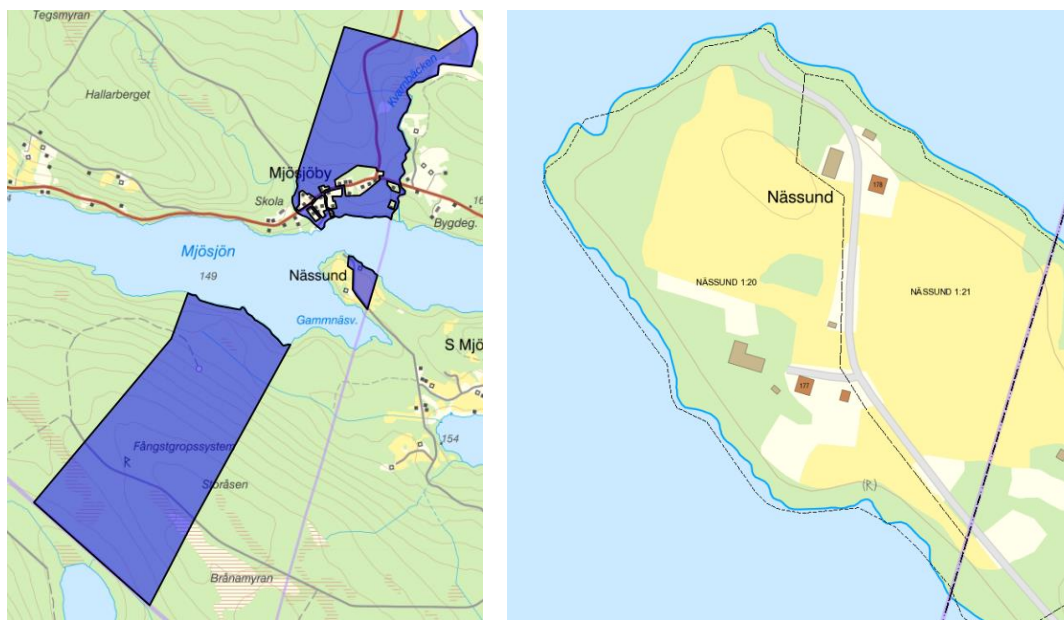 Tegsmyran
Hallarberget
Kvarnbäcken
Mjösjöby
Skola
Bygdeg.
Mjösjön
149
Nässund
Gammnäsv.
S Mjö
154
Fångstgropssystem
R
Storåsen
Brånamyran
178
Nässund
NÄSSUND 1:20
NÄSSUND 1:21
177
(R)